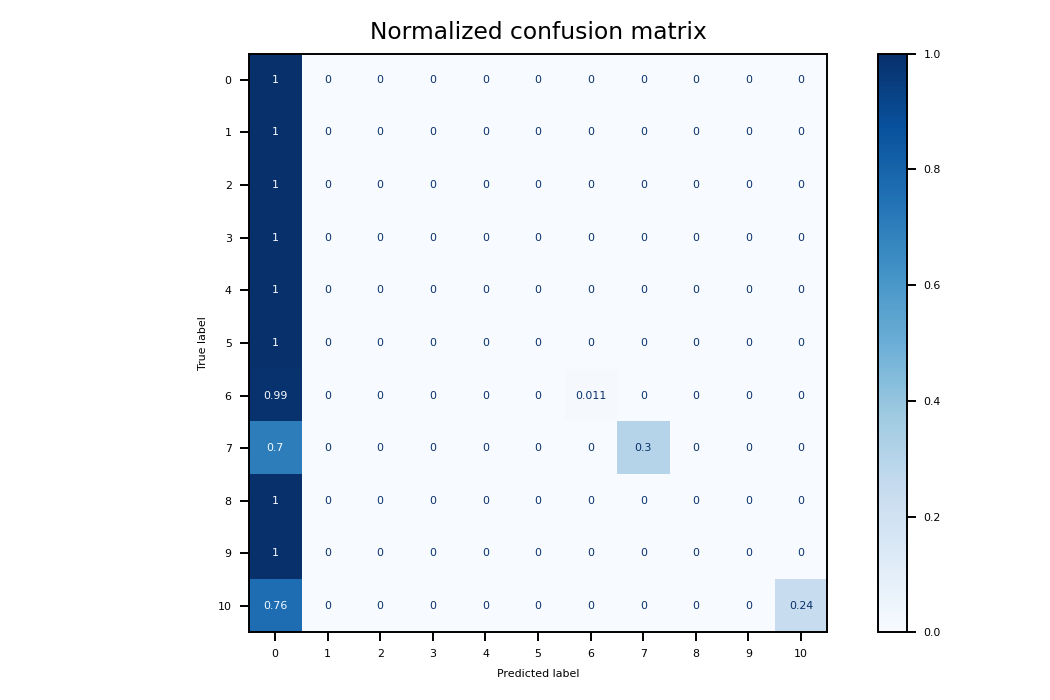 Normalized confusion matrix
True label
0 1 0 0 0 0 0 0 0 0 0 0
1 1 0 0 0 0 0 0 0 0 0 0
2 1 0 0 0 0 0 0 0 0 0 0
3 1 0 0 0 0 0 0 0 0 0 0
4 1 0 0 0 0 0 0 0 0 0 0
5 1 0 0 0 0 0 0 0 0 0 0
6 0.99 0 0 0 0 0 0.011 0 0 0 0
7 0.7 0 0 0 0 0 0 0.3 0 0 0
8 1 0 0 0 0 0 0 0 0 0 0
9 1 0 0 0 0 0 0 0 0 0 0
10 0.76 0 0 0 0 0 0 0 0 0 0.24
0 1 2 3 4 5 6 7 8 9 10
Predicted label
1.0
0.8
0.6
0.4
0.2
0.0